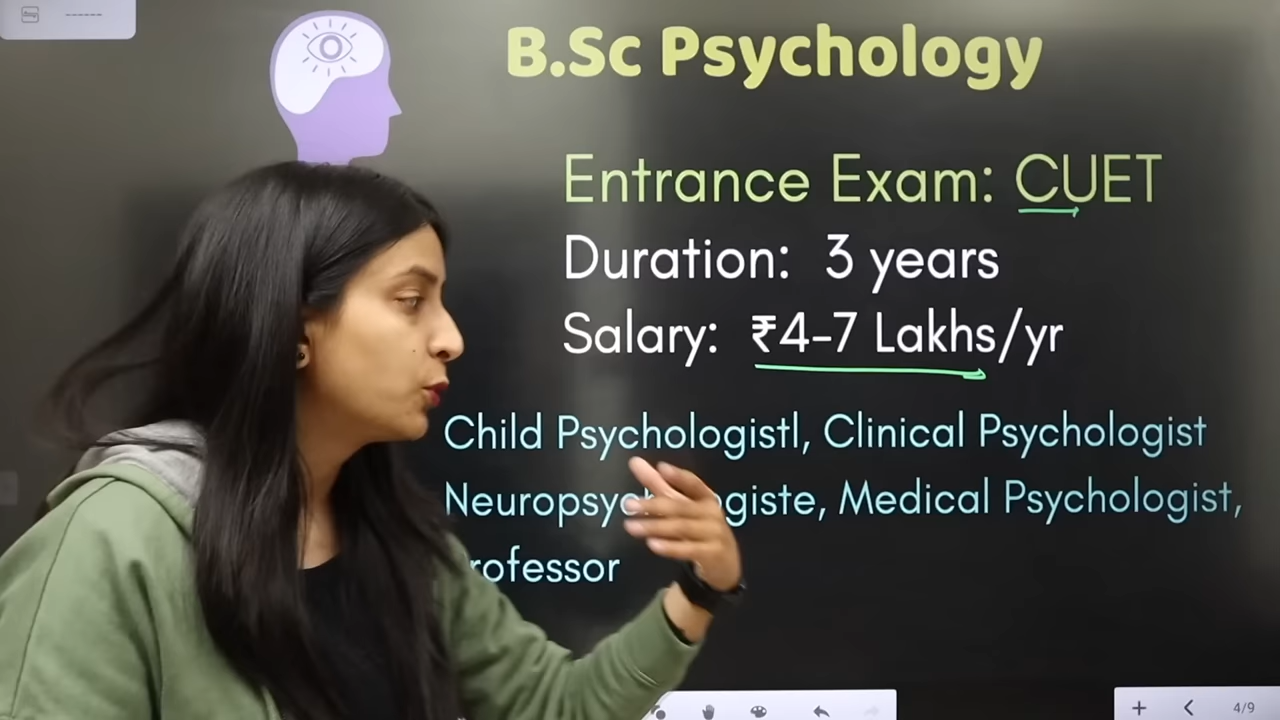 B.Sc Psychology
Entrance Exam: CUET
Duration: 3 years
Salary: ₹4-7 Lakhs/yr
Child Psychologistl, Clinical Psychologist
Medical Psychologist,
4/9